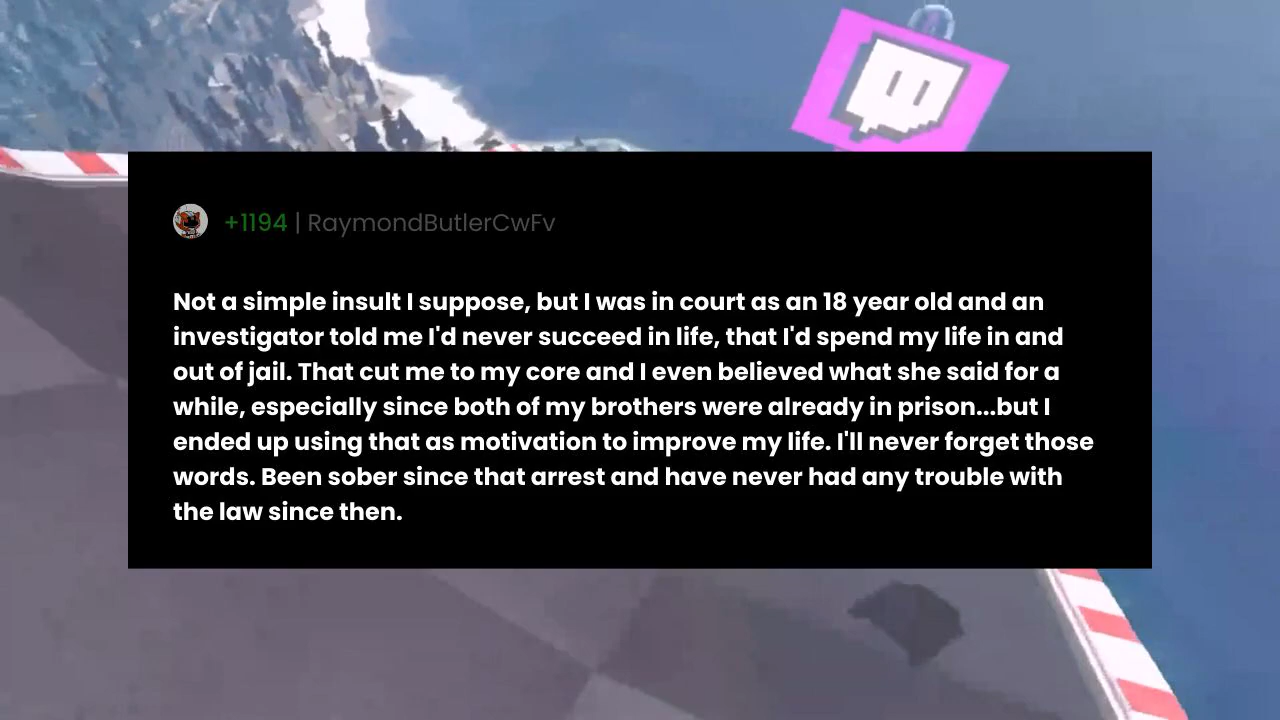 +1194 | RaymondButlerCwFv
Not a simple insult I suppose, but I was in court as an 18 year old and an
investigator told me I'd never succeed in life, that I'd spend my life in and
out of jail. That cut me to my core and I even believed what she said for a
while, especially since both of my brothers were already in prison...but I
ended up using that as motivation to improve my life. I'll never forget those
words. Been sober since that arrest and have never had any trouble with
the law since then.